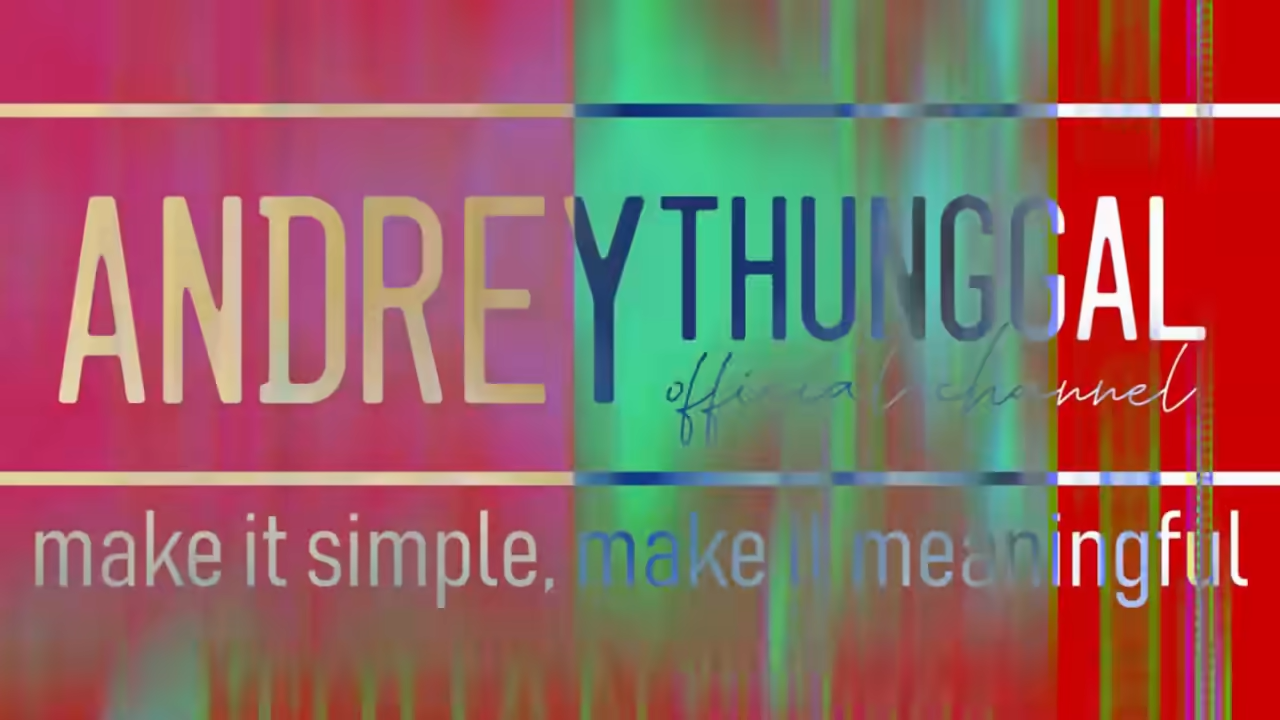 ANDREY THUNGGAL
official channel
make it simple, make it meaningful